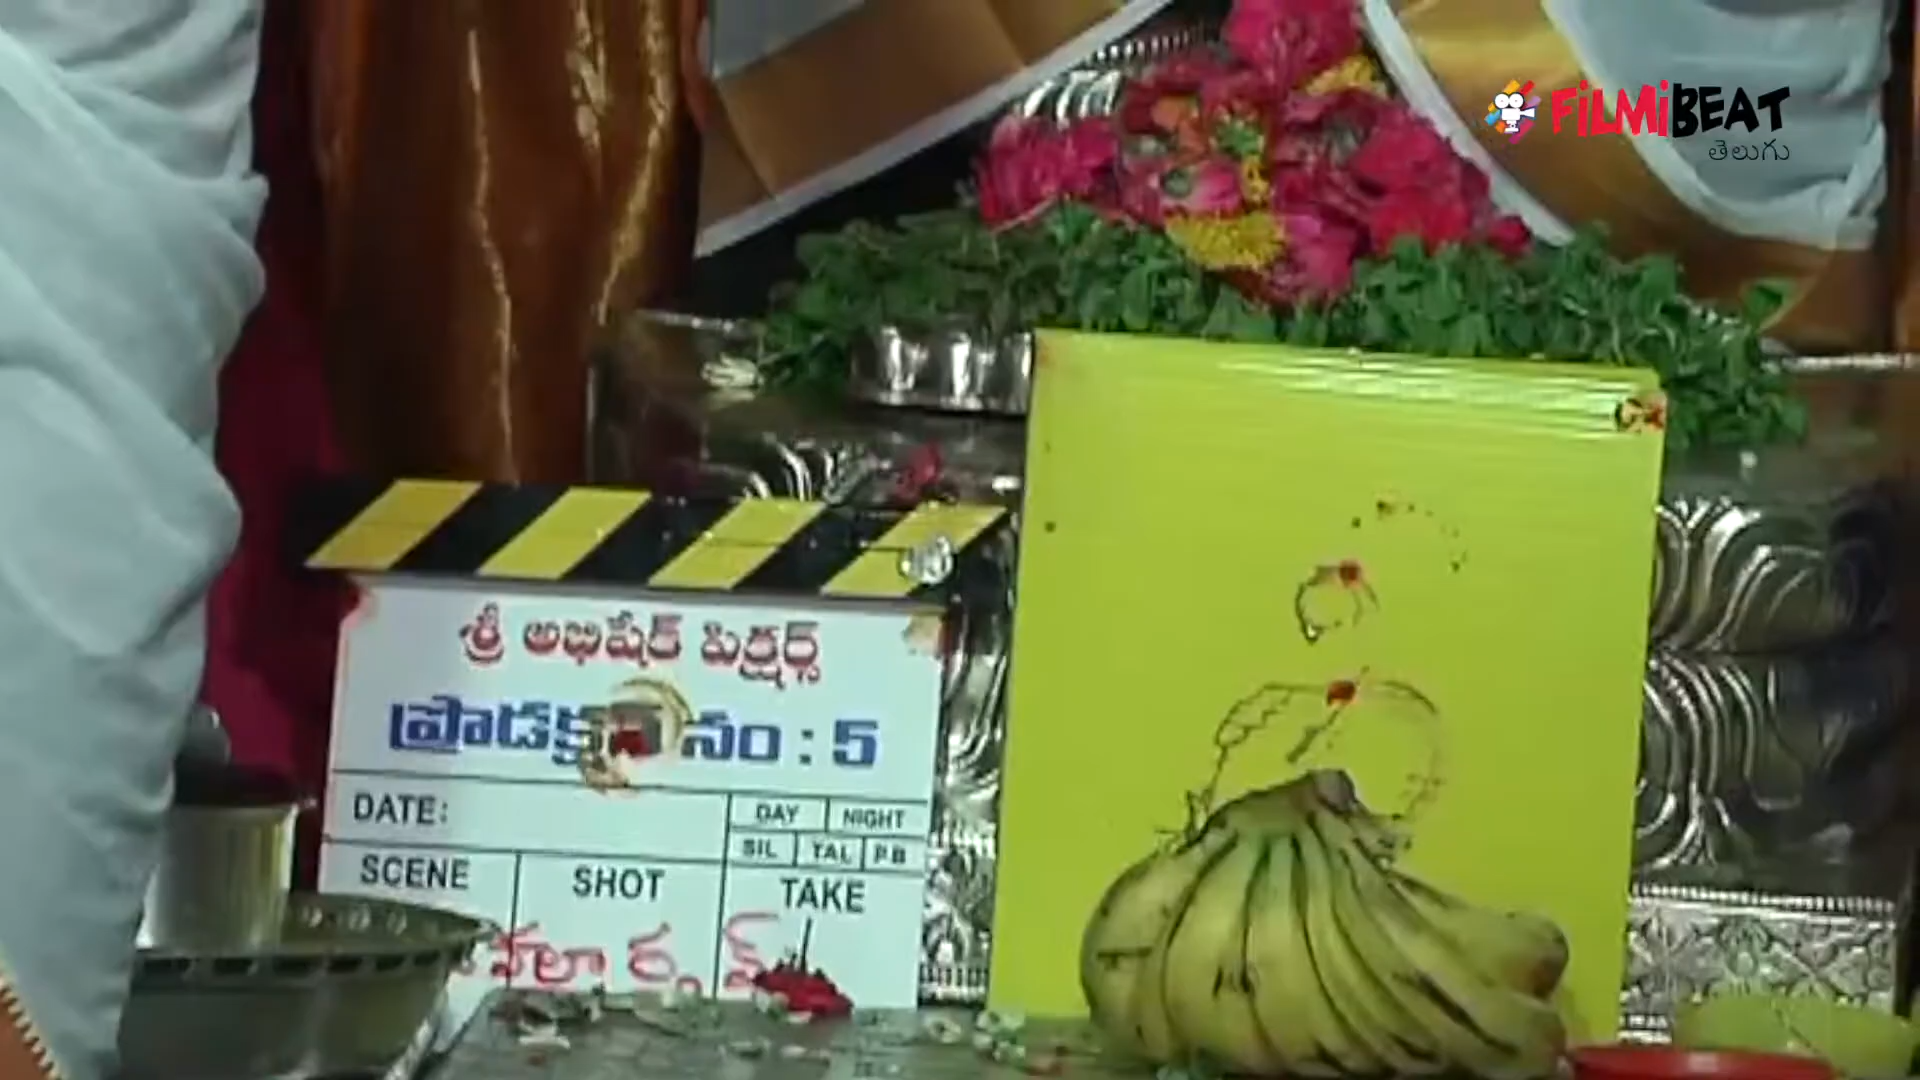 FiLMiBEAT
తెలుగు
శ్రీ అభిషేక్ పిక్చర్స్
నం : 5
DATE:
DAY NIGHT
SIL TAL PB
SCENE SHOT TAKE